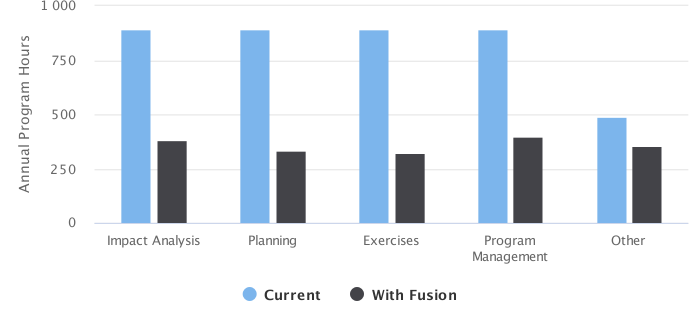 Annual Program Hours
1 000
750
500
250
0
Impact Analysis
Planning
Exercises
Program
Management
Other
Current
With Fusion